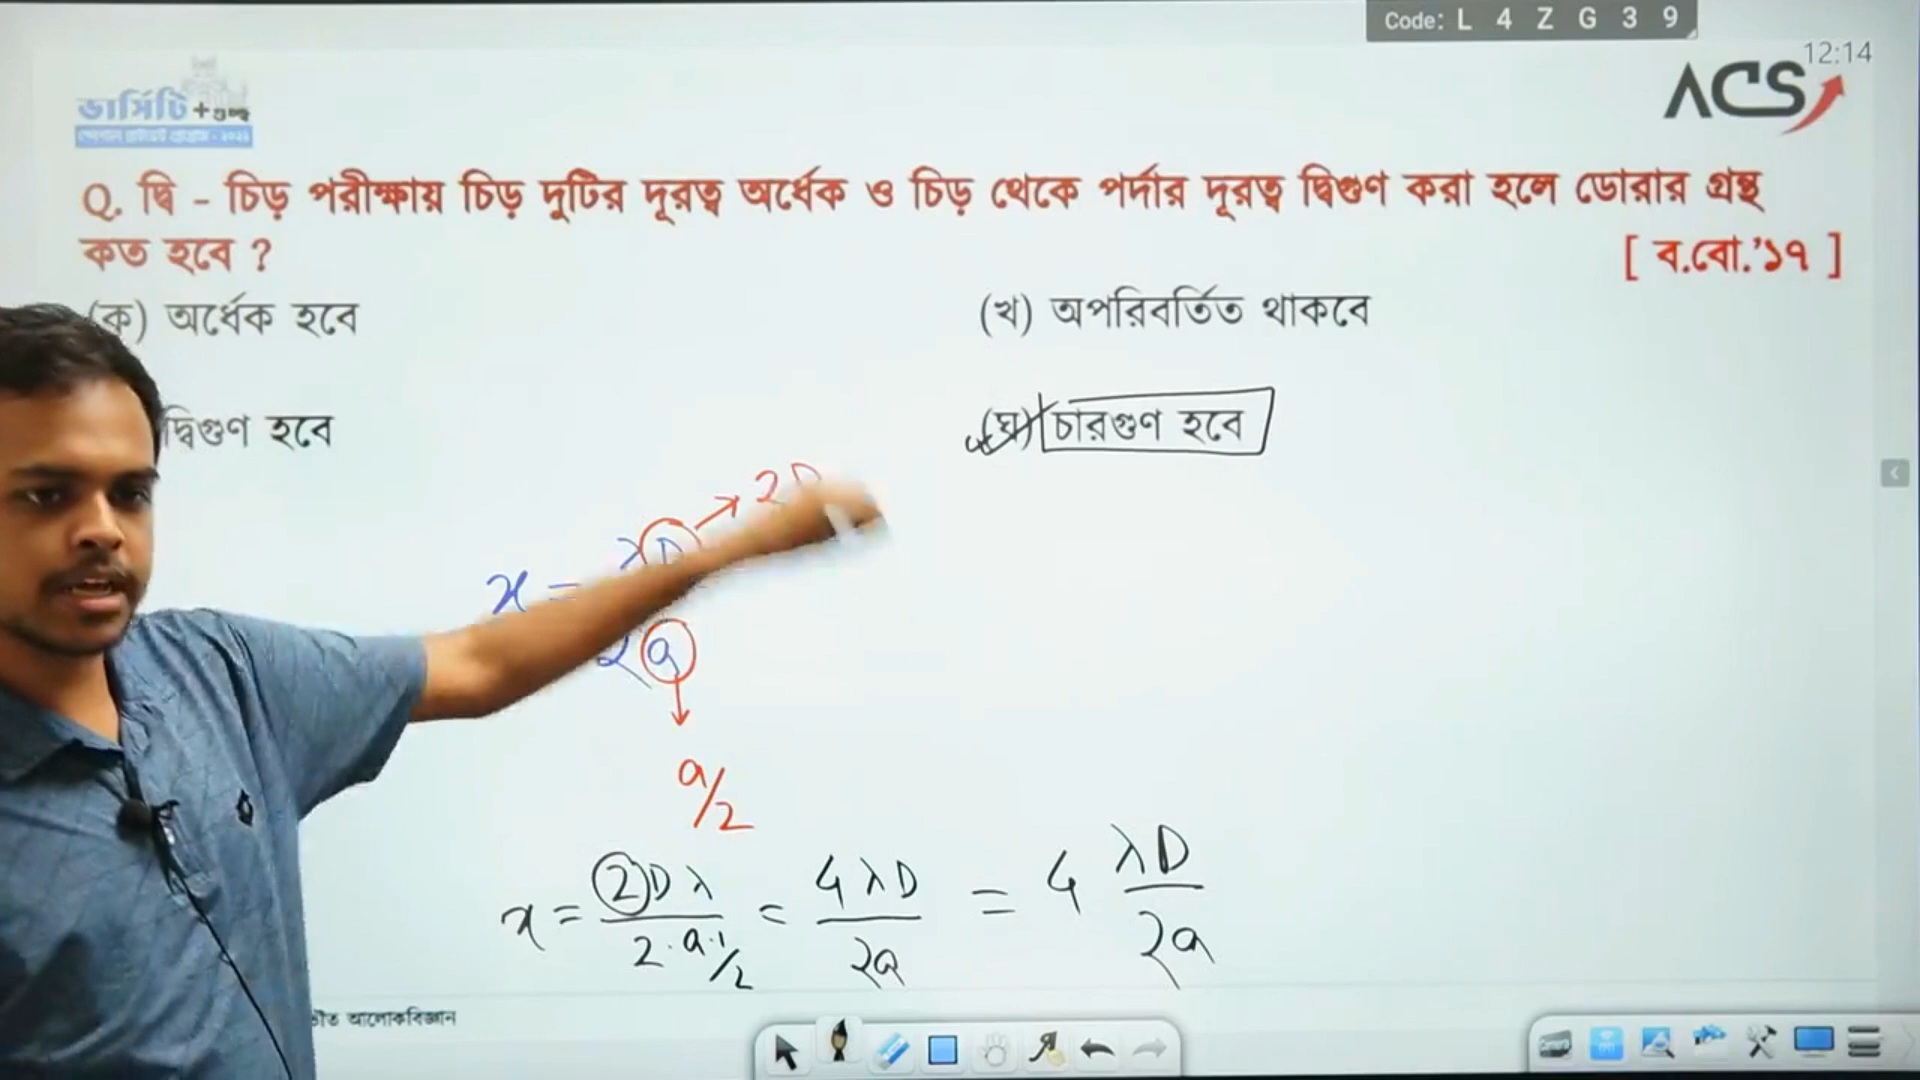 Code: L 4 Z G 3 9
12:14
ভার্সিটি +গুচ্ছ
ACS
Q. দ্বি - চিড় পরীক্ষায় চিড় দুটির দূরত্ব অর্ধেক ও চিড় থেকে পর্দার দূরত্ব দ্বিগুণ করা হলে ডোরার প্রস্থ
কত হবে ?
[ ব.বো.'১৭ ]
(ক) অর্ধেক হবে
(খ) অপরিবর্তিত থাকবে
দ্বিগুণ হবে
(ঘ) চারগুণ হবে
2D
x = λD
2a
a/2
x = 2Dλ / 2·a·1/2 = 4λD / 2a = 4 λD / 2a
আলোকবিজ্ঞান